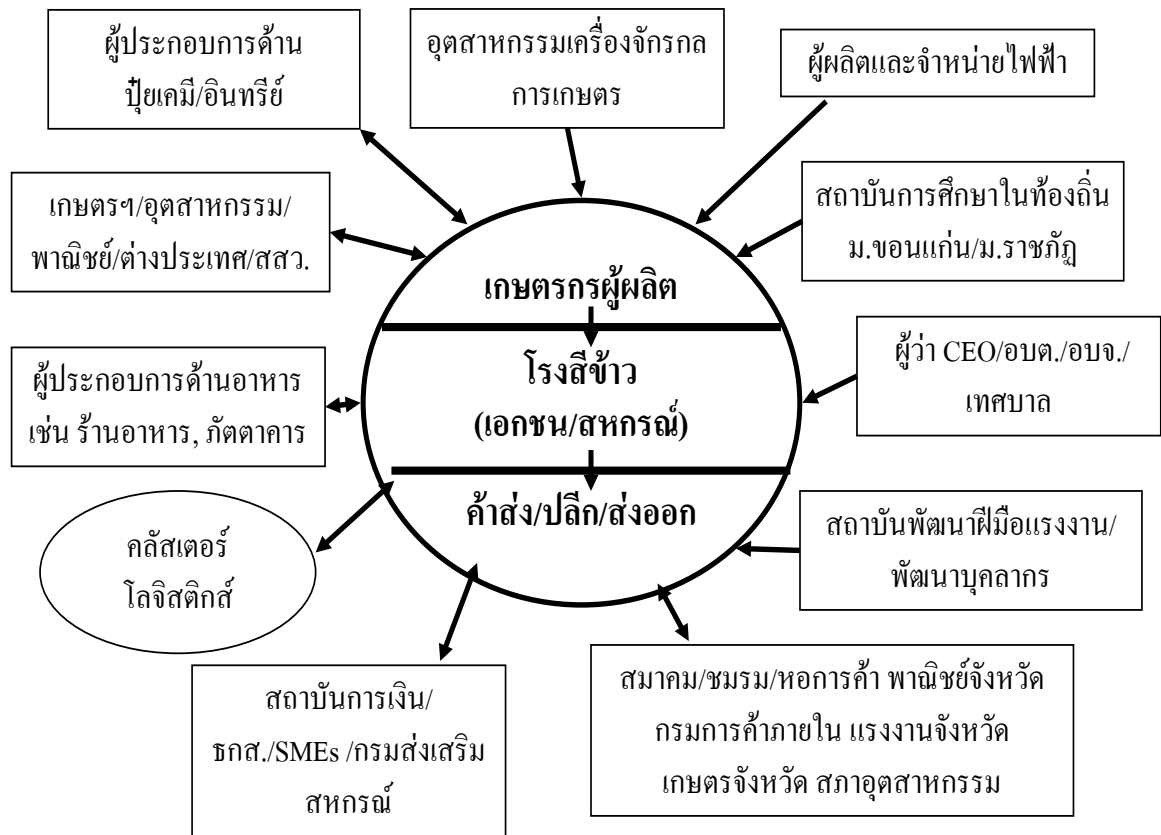 ผู้ประกอบการด้าน
ปุ๋ยเคมี/อินทรีย์
อุตสาหกรรมเครื่องจักรกล
การเกษตร
ผู้ผลิตและจำหน่ายไฟฟ้า
เกษตรฯ/อุตสาหกรรม/
พาณิชย์/ต่างประเทศ/สสว.
สถาบันการศึกษาในท้องถิ่น
ม.ขอนแก่น/ม.ราชภัฏ
เกษตรกรผู้ผลิต
โรงสีข้าว
(เอกชน/สหกรณ์)
ค้าส่ง/ปลีก/ส่งออก
ผู้ประกอบการด้านอาหาร
เช่น ร้านอาหาร, ภัตตาคาร
ผู้ว่า CEO/อบต./อบจ./
เทศบาล
คลัสเตอร์
โลจิสติกส์
สถาบันพัฒนาฝีมือแรงงาน/
พัฒนาบุคลากร
สถาบันการเงิน/
ธกส./SMEs /กรมส่งเสริม
สหกรณ์
สมาคม/ชมรม/หอการค้า พาณิชย์จังหวัด
กรมการค้าภายใน แรงงานจังหวัด
เกษตรจังหวัด สภาอุตสาหกรรม